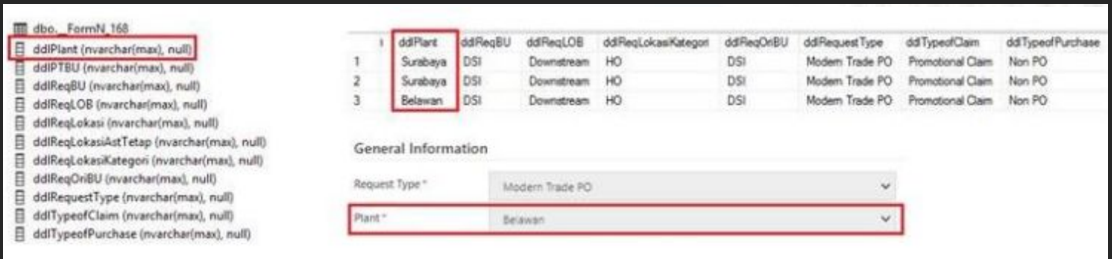 dbo._FormN_168
ddlPlant (nvarchar(max), null)
ddlPTBU (nvarchar(max), null)
ddlReqBU (nvarchar(max), null)
ddlReqLOB (nvarchar(max), null)
ddlReqLokasi (nvarchar(max), null)
ddlReqLokasiAstTetap (nvarchar(max), null)
ddlReqLokasiKategori (nvarchar(max), null)
ddlReqOriBU (nvarchar(max), null)
ddlRequestType (nvarchar(max), null)
ddlTypeofClaim (nvarchar(max), null)
ddlTypeofPurchase (nvarchar(max), null)
ddlPlant ddlReqBU ddlReqLOB ddlReqLokasiKategori ddlReqOriBU ddlRequestType ddlTypeofClaim ddlTypeofPurchase
1 Surabaya DSI Downstream HO DSI Modern Trade PO Promotional Claim Non PO
2 Surabaya DSI Downstream HO DSI Modern Trade PO Promotional Claim Non PO
3 Belawan DSI Downstream HO DSI Modern Trade PO Promotional Claim Non PO
General Information
Request Type * Modern Trade PO
Plant * Belawan